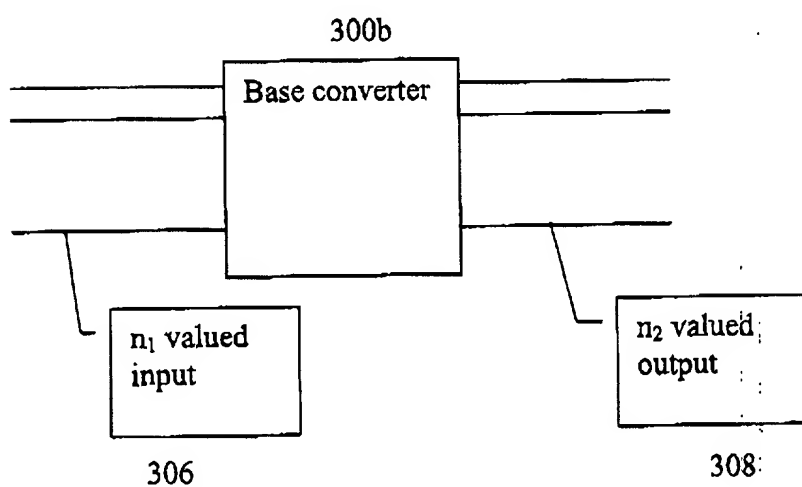 300b
Base converter
n₁ valued
input
n₂ valued
output
306
308